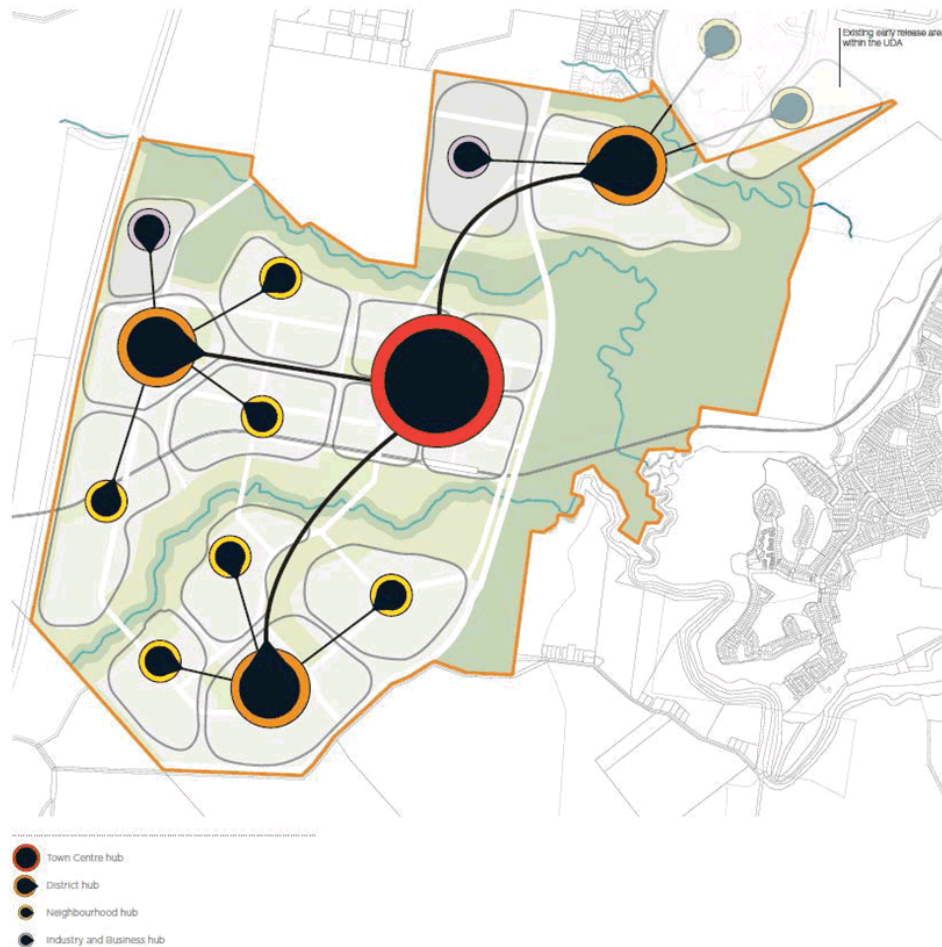 Existing early release area
within the UDA
Town Centre hub
District hub
Neighbourhood hub
Industry and Business hub